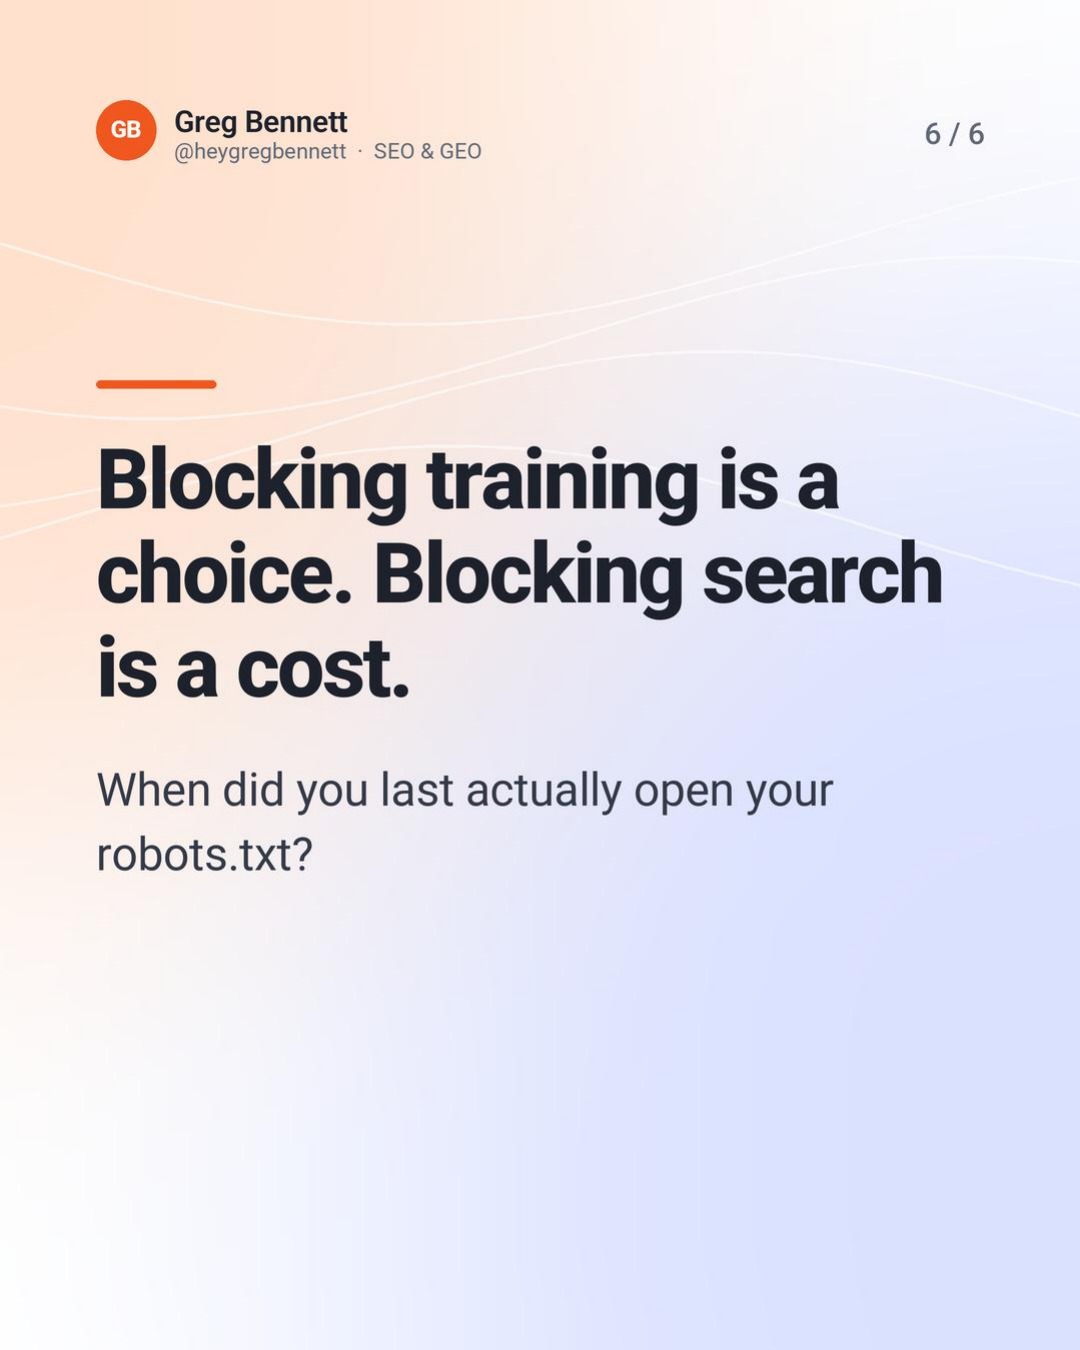 GB
Greg Bennett
@heygregbennett · SEO & GEO
6 / 6
Blocking training is a
choice. Blocking search
is a cost.
When did you last actually open your
robots.txt?